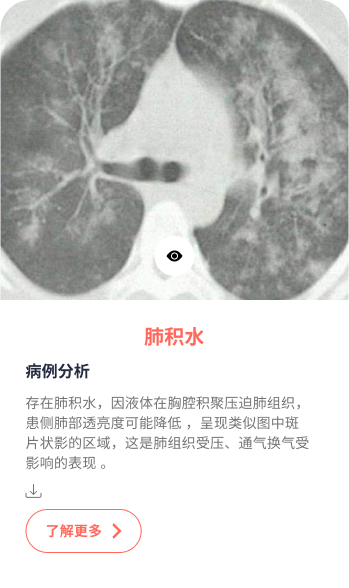 肺积水
病例分析
存在肺积水，因液体在胸腔积聚压迫肺组织，
患侧肺部透亮度可能降低 ，呈现类似图中斑
片状影的区域，这是肺组织受压、通气换气受
影响的表现 。
了解更多